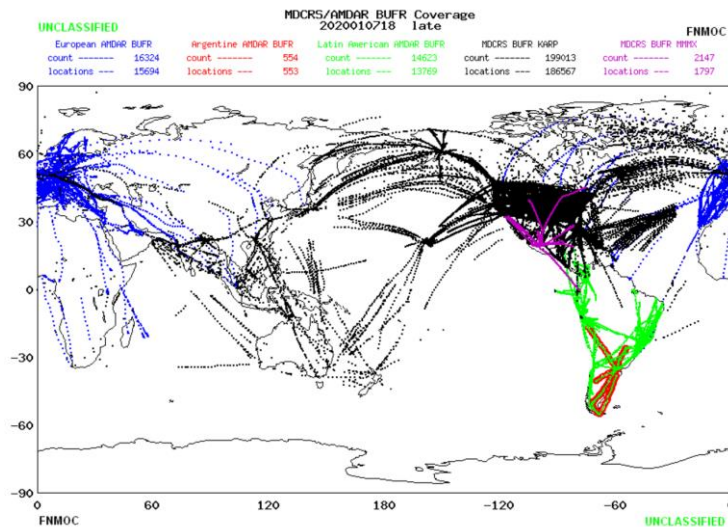 MDCRS/AMDAR BUFR Coverage
UNCLASSIFIED 2020010718 late FNMOC
European AMDAR BUFR Argentine AMDAR BUFR Latin American AMDAR BUFR MDCRS BUFR KARP MDCRS BUFR MMMX
count ------- 16324 count ------- 554 count ------- 14623 count ------- 199013 count ------- 2147
locations --- 15694 locations --- 553 locations --- 13769 locations --- 186567 locations --- 1797
90
60
30
0
-30
-60
-90
0 60 120 180 -120 -60
FNMOC UNCLASSIFIED